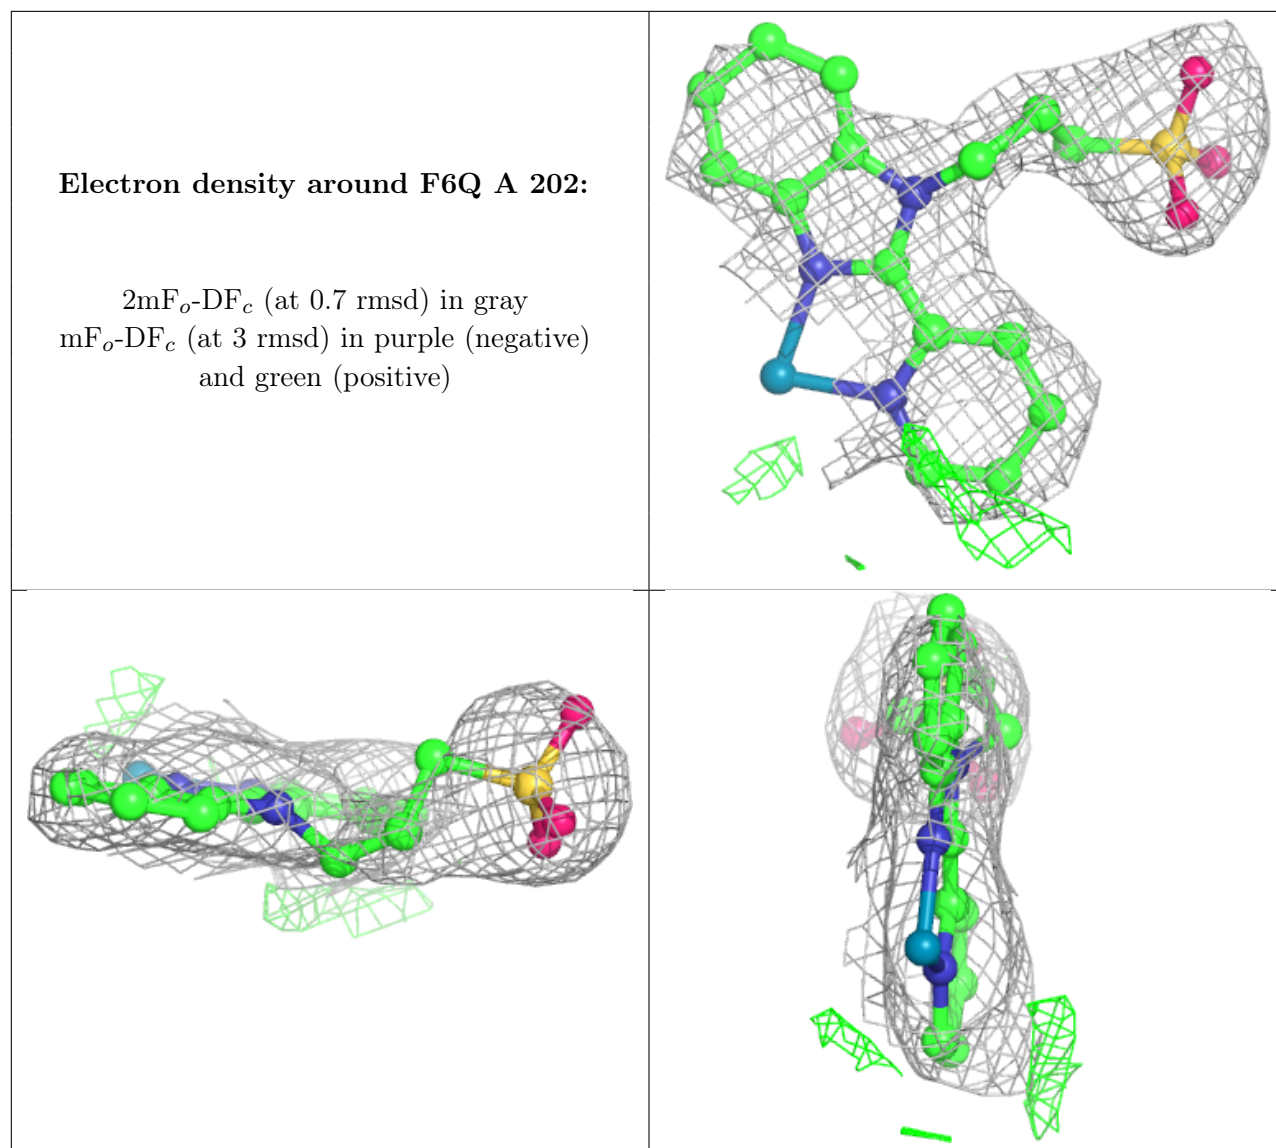 Electron density around F6Q A 202:
2mFo-DFc (at 0.7 rmsd) in gray
mFo-DFc (at 3 rmsd) in purple (negative)
and green (positive)